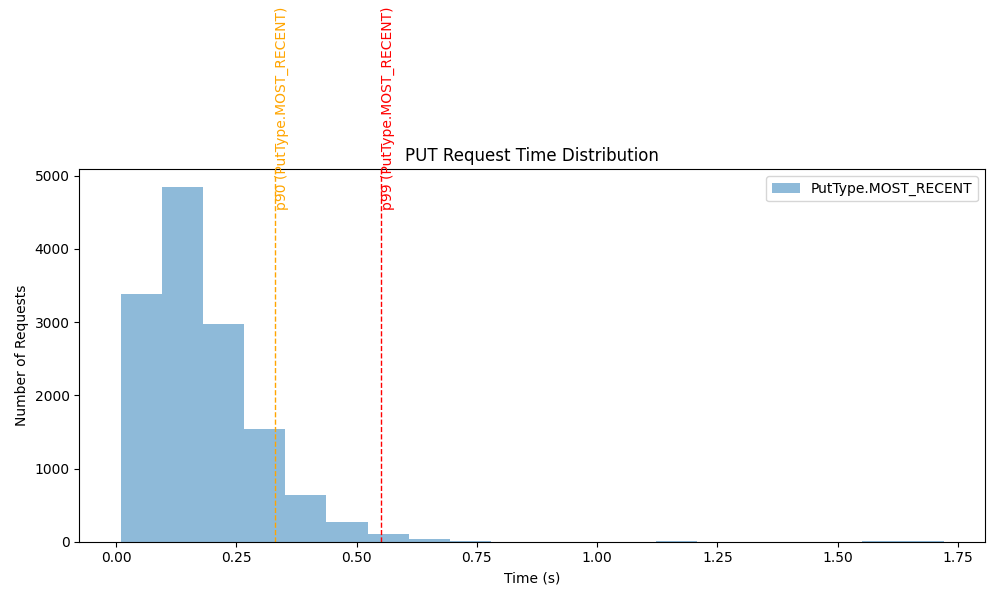 p90 (PutType.MOST_RECENT)
p99 (PutType.MOST_RECENT)
PUT Request Time Distribution
PutType.MOST_RECENT
Number of Requests
5000
4000
3000
2000
1000
0
0.00 0.25 0.50 0.75 1.00 1.25 1.50 1.75
Time (s)